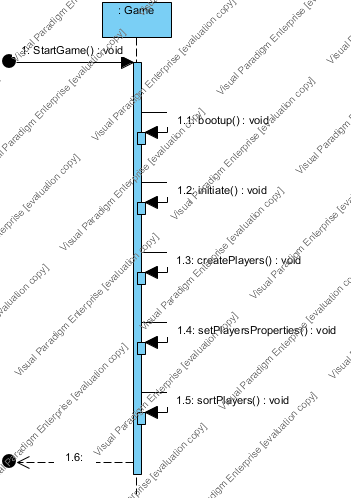 : Game
1: StartGame() : void
1.1: bootup() : void
1.2: initiate() : void
1.3: createPlayers() : void
1.4: setPlayersProperties() : void
1.5: sortPlayers() : void
1.6:
Visual Paradigm Enterprise [evaluation copy]